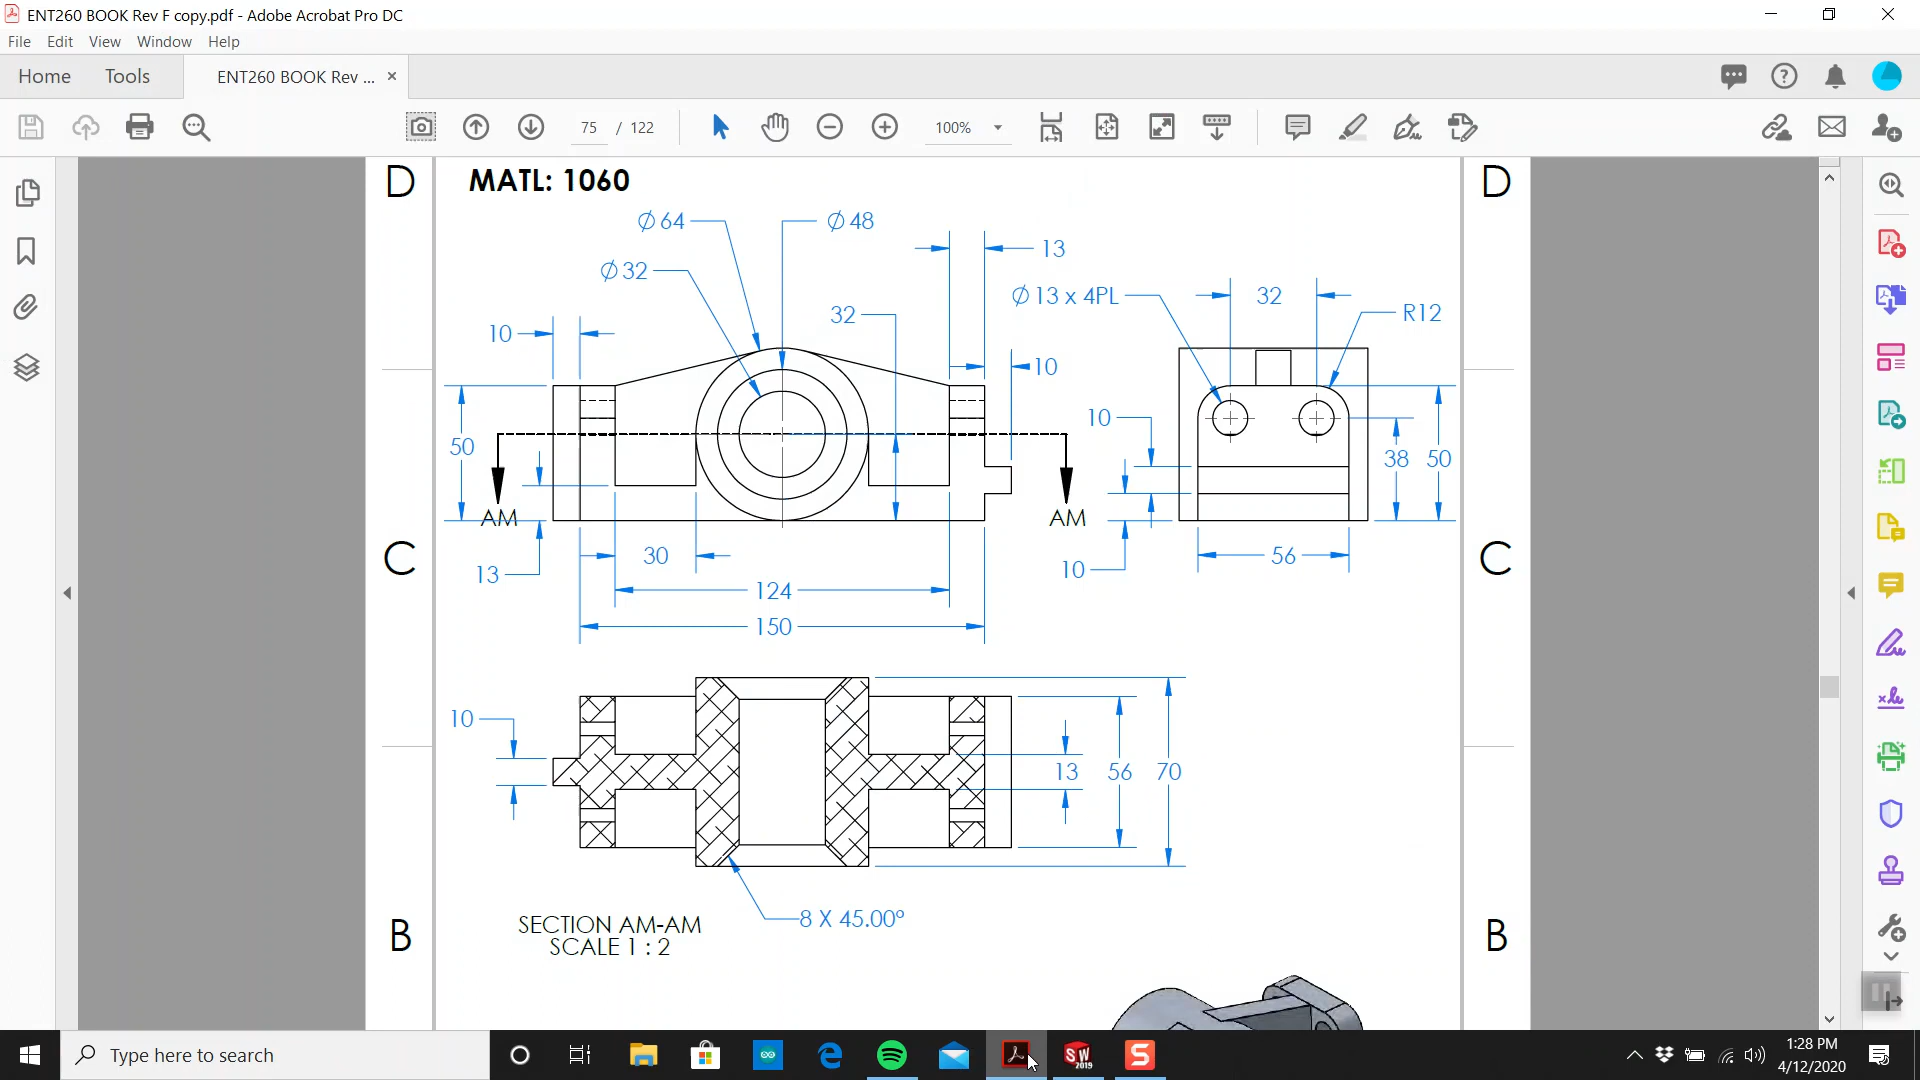 ENT260 BOOK Rev F copy.pdf - Adobe Acrobat Pro DC
File Edit View Window Help
Home Tools ENT260 BOOK Rev ... ×
75 / 122 100%
D MATL: 1060 D
∅64 ∅48
13
∅32
∅13 x 4PL 32
32 R12
10
10
10
50 38 50
AM AM
C 30 56 C
13 10
124
150
10
13 56 70
8 X 45.00°
SECTION AM-AM
SCALE 1 : 2
B B
Type here to search
SW
2019
S
1:28 PM
4/12/2020